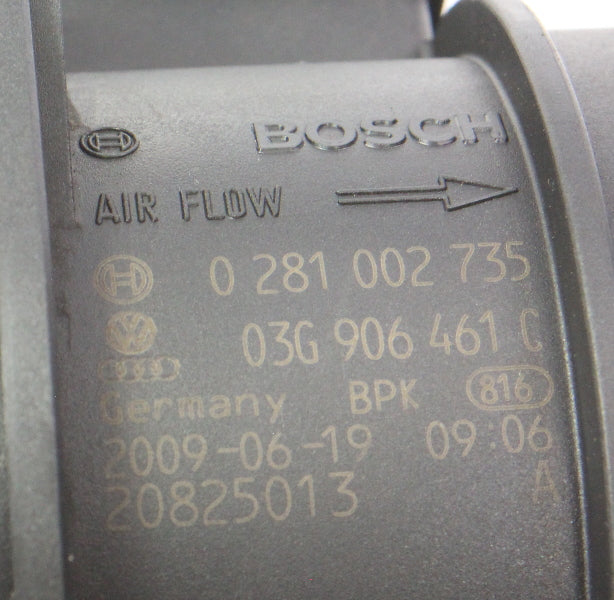 BOSCH
AIR FLOW
0 281 002 735
03G 906 461 C
Germany BPK 816
2009-06-19 09:06
20825013 A